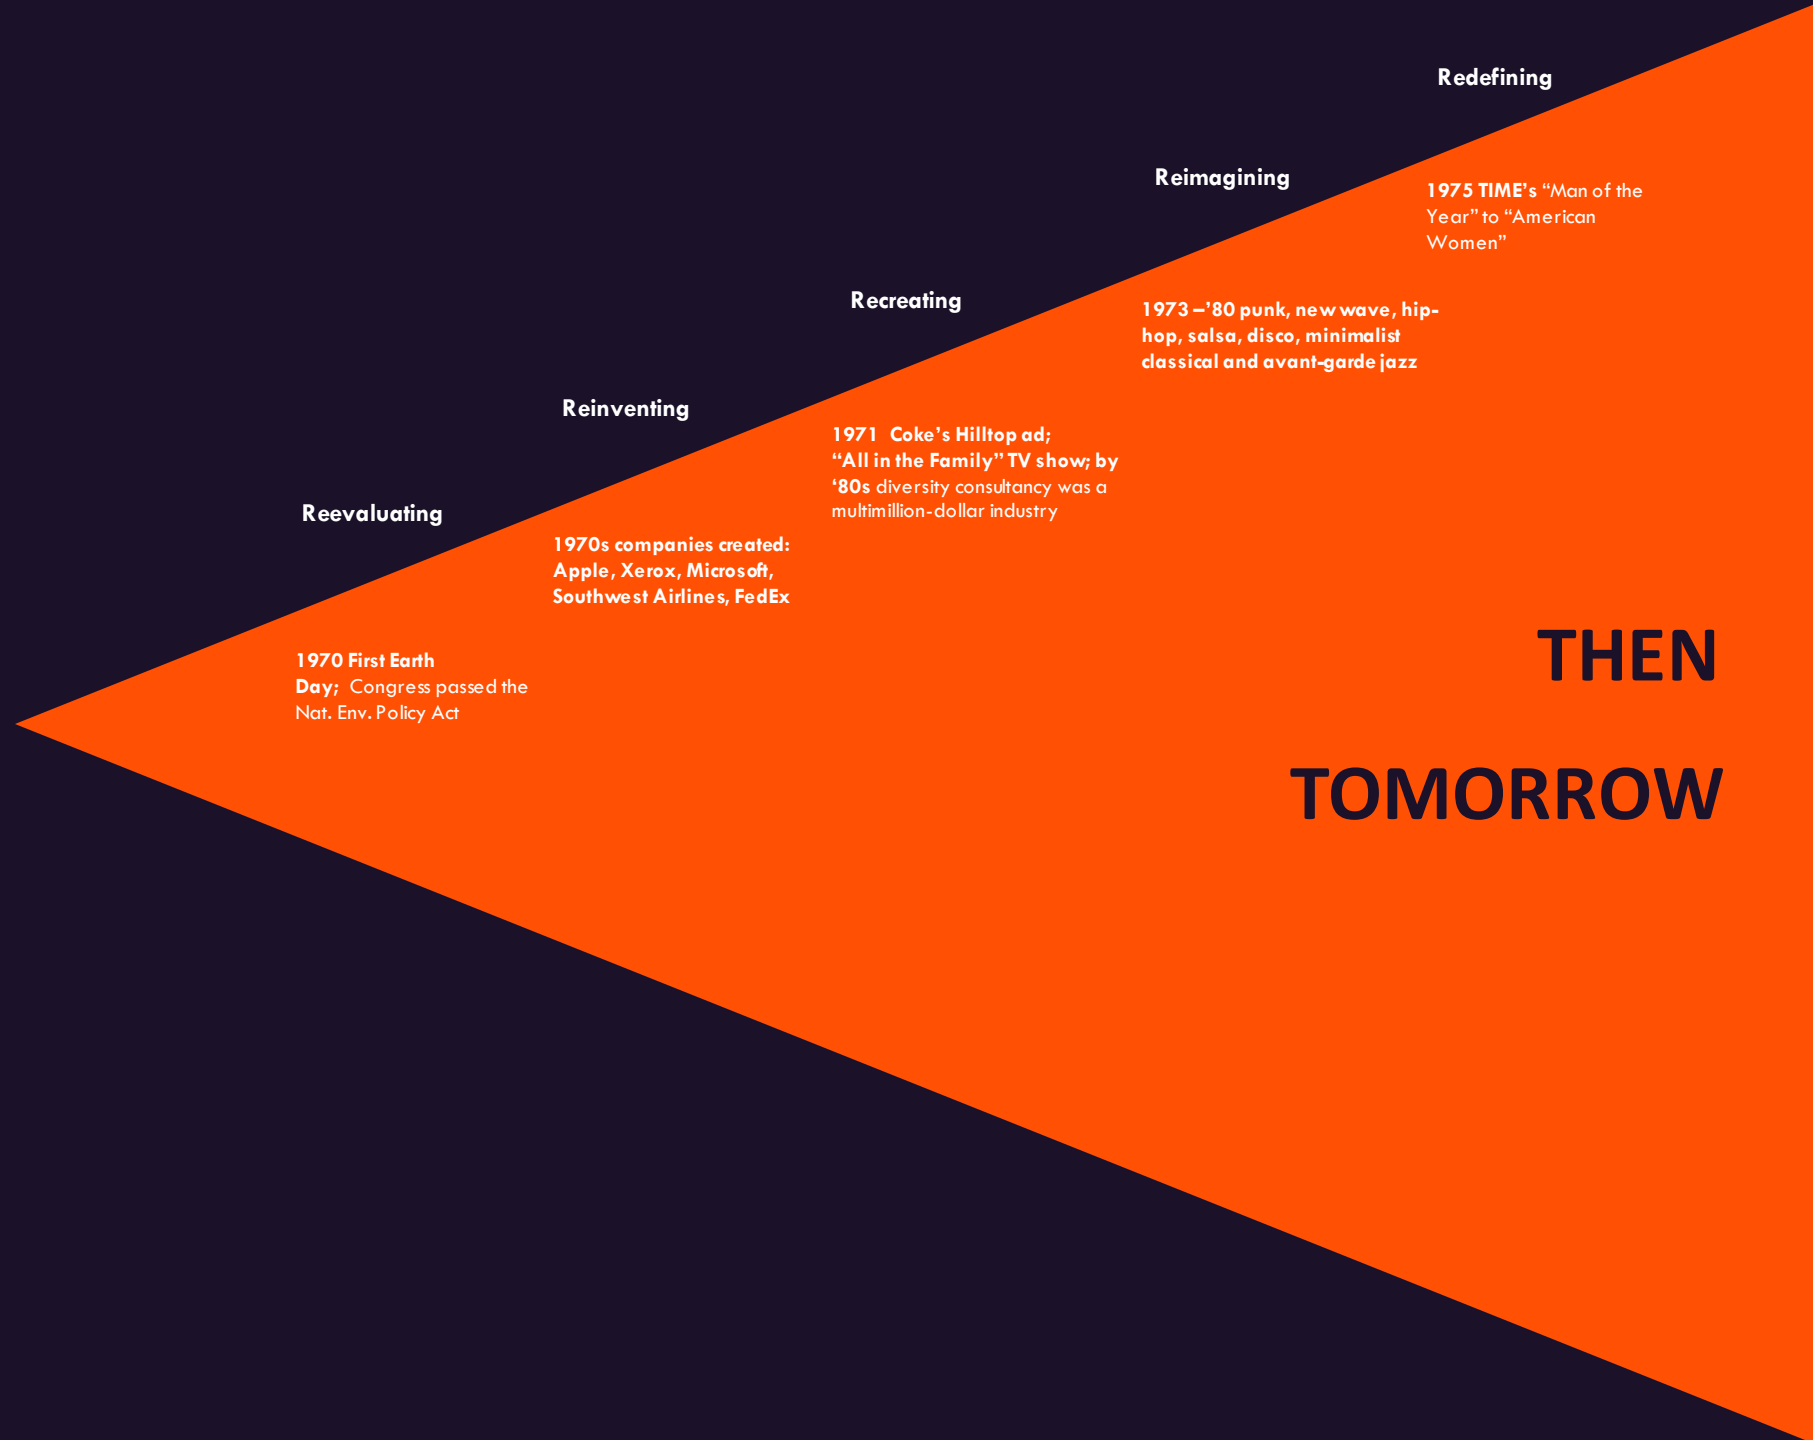 Redefining
1975 TIME’s “Man of the
Year” to “American
Women”
Reimagining
1973 –’80 punk, new wave, hip-
hop, salsa, disco, minimalist
classical and avant-garde jazz
Recreating
1971  Coke’s Hilltop ad;
“All in the Family” TV show; by
‘80s diversity consultancy was a
multimillion-dollar industry
Reinventing
1970s companies created:
Apple, Xerox, Microsoft,
Southwest Airlines, FedEx
Reevaluating
1970 First Earth
Day;  Congress passed the
Nat. Env. Policy Act
THEN
TOMORROW